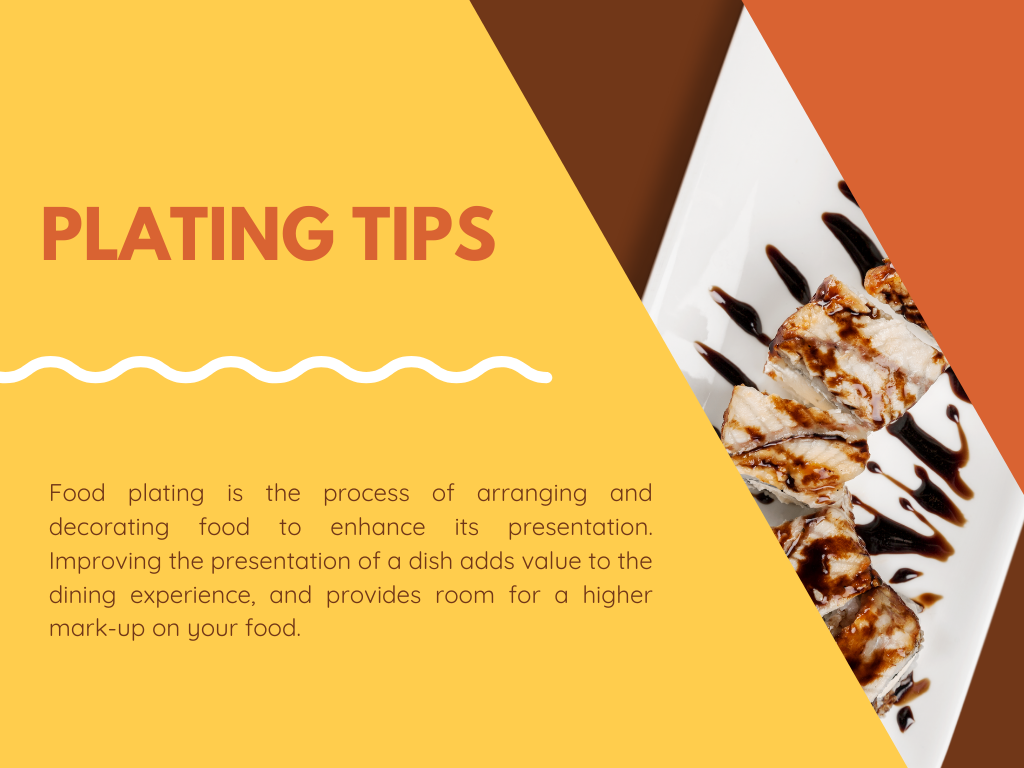 PLATING TIPS
Food plating is the process of arranging and
decorating food to enhance its presentation.
Improving the presentation of a dish adds value to the
dining experience, and provides room for a higher
mark-up on your food.